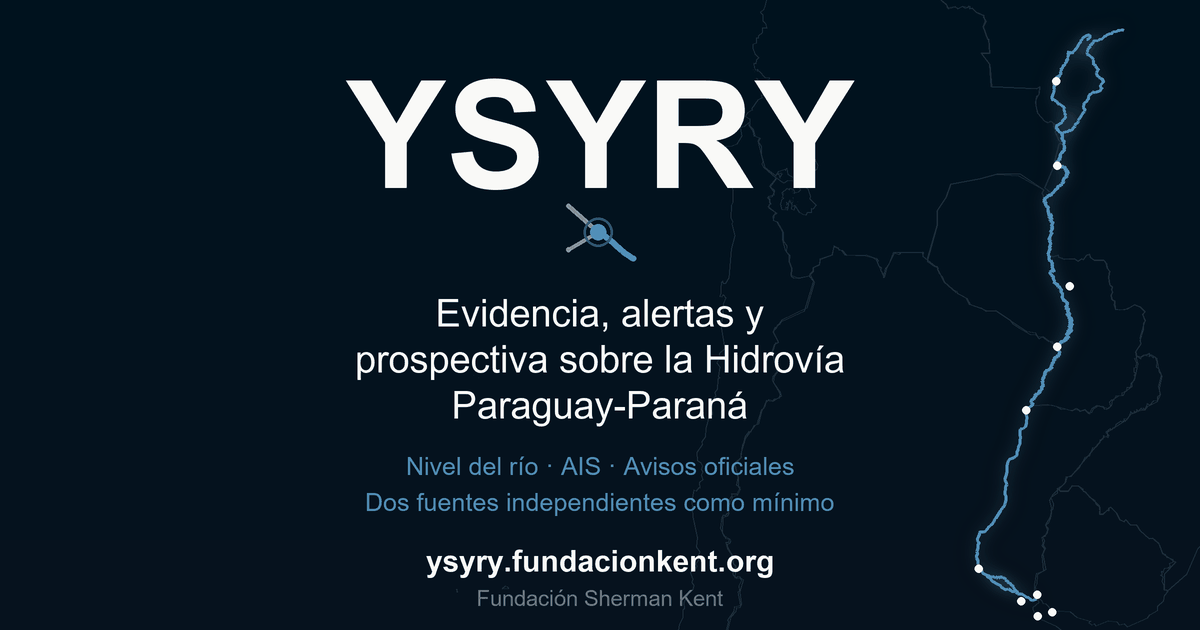 YSYRY
Evidencia, alertas y
prospectiva sobre la Hidrovía
Paraguay-Paraná
Nivel del río · AIS · Avisos oficiales
Dos fuentes independientes como mínimo
ysyry.fundacionkent.org
Fundación Sherman Kent